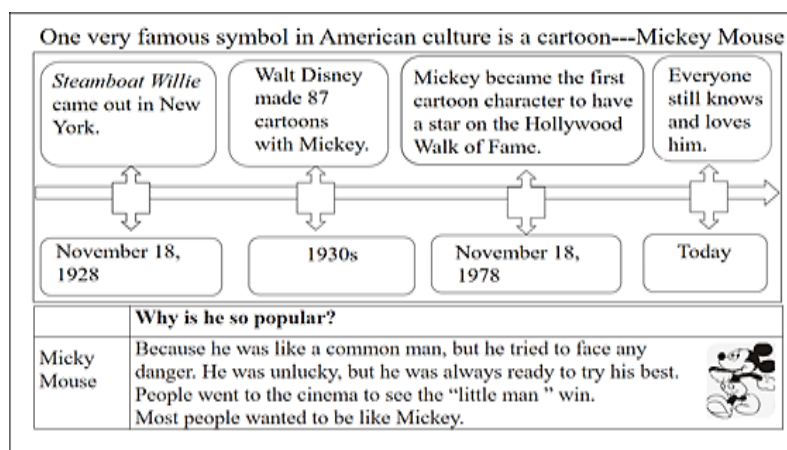 One very famous symbol in American culture is a cartoon---Mickey Mouse
Steamboat Willie
came out in New
York.
Walt Disney
made 87
cartoons
with Mickey.
Mickey became the first
cartoon character to have
a star on the Hollywood
Walk of Fame.
Everyone
still knows
and loves
him.
November 18,
1928
1930s
November 18,
1978
Today
Why is he so popular?
Micky
Mouse
Because he was like a common man, but he tried to face any
danger. He was unlucky, but he was always ready to try his best.
People went to the cinema to see the “little man ” win.
Most people wanted to be like Mickey.